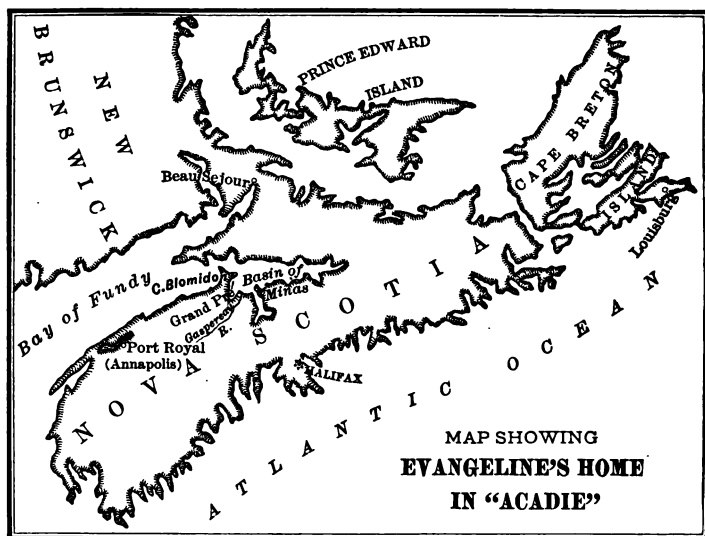 NEW
BRUNSWICK
PRINCE EDWARD
ISLAND
CAPE BRETON
ISLAND
Louisburg
Beau Sejour
Bay of Fundy
C. Blomidon
Basin of
Minas
Grand Pré
Gaspereau
R.
Port Royal
(Annapolis)
NOVA SCOTIA
HALIFAX
ATLANTIC OCEAN
MAP SHOWING
EVANGELINE'S HOME
IN "ACADIE"